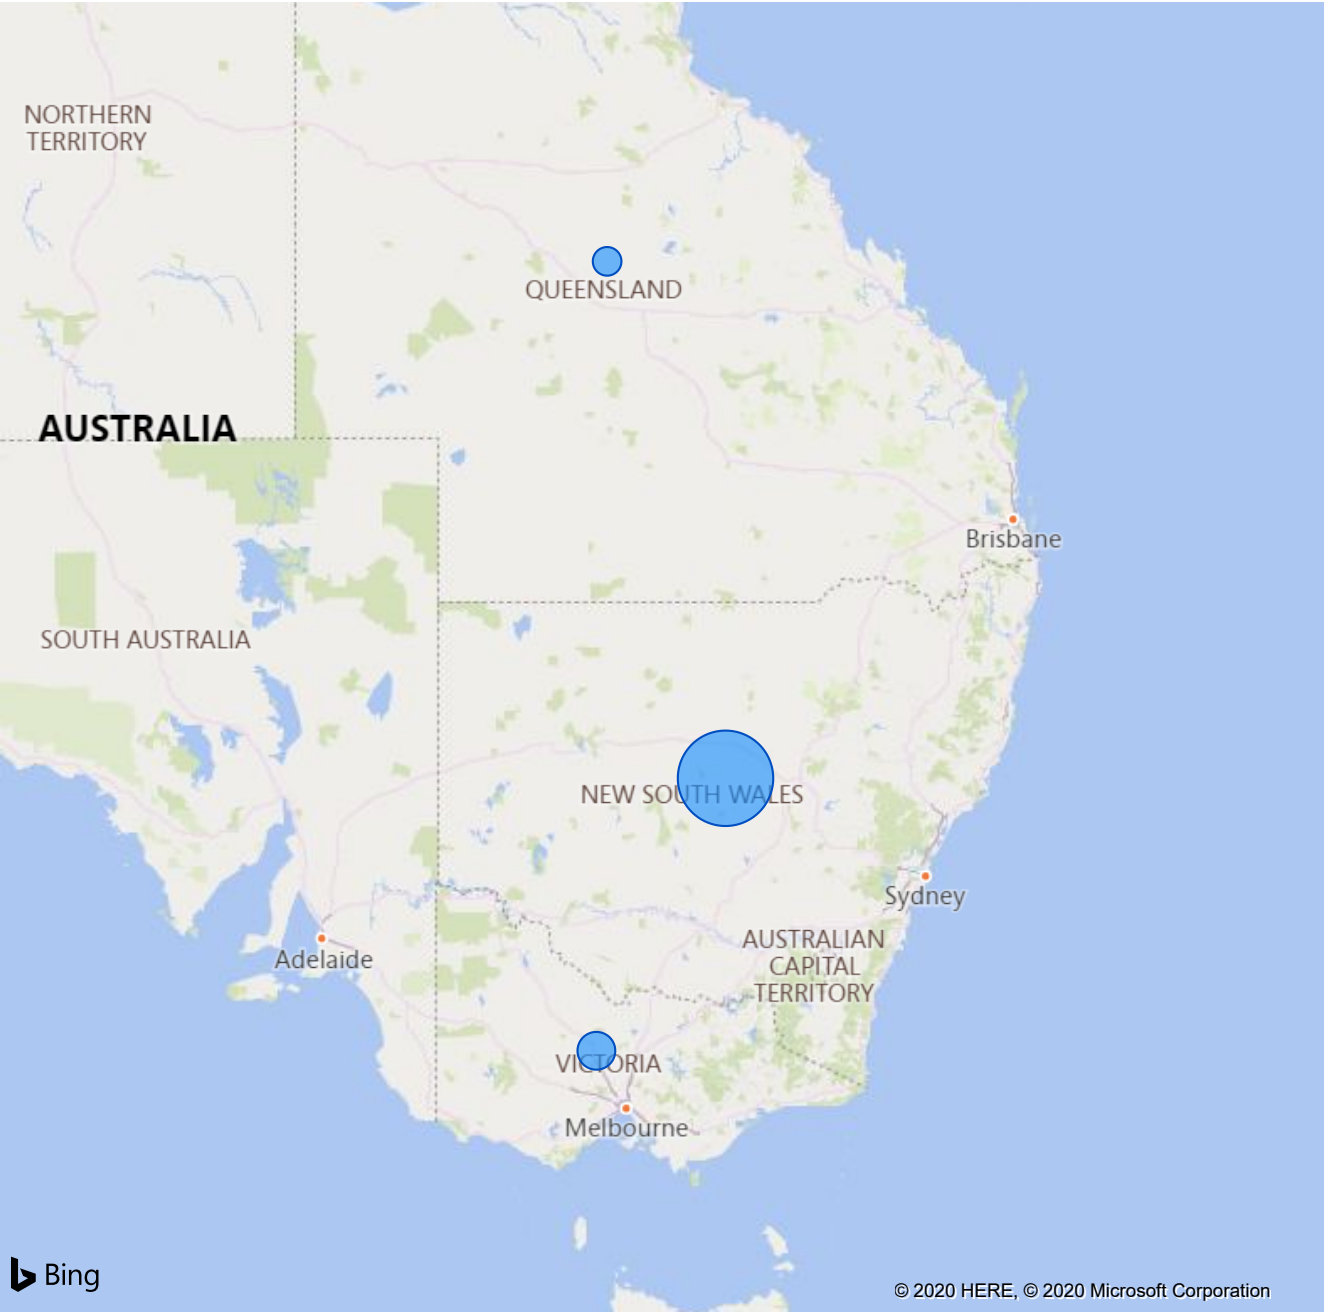 NORTHERN
TERRITORY
QUEENSLAND
AUSTRALIA
Brisbane
SOUTH AUSTRALIA
NEW SOUTH WALES
Sydney
AUSTRALIAN
CAPITAL
TERRITORY
Adelaide
VICTORIA
Melbourne
Bing
© 2020 HERE, © 2020 Microsoft Corporation